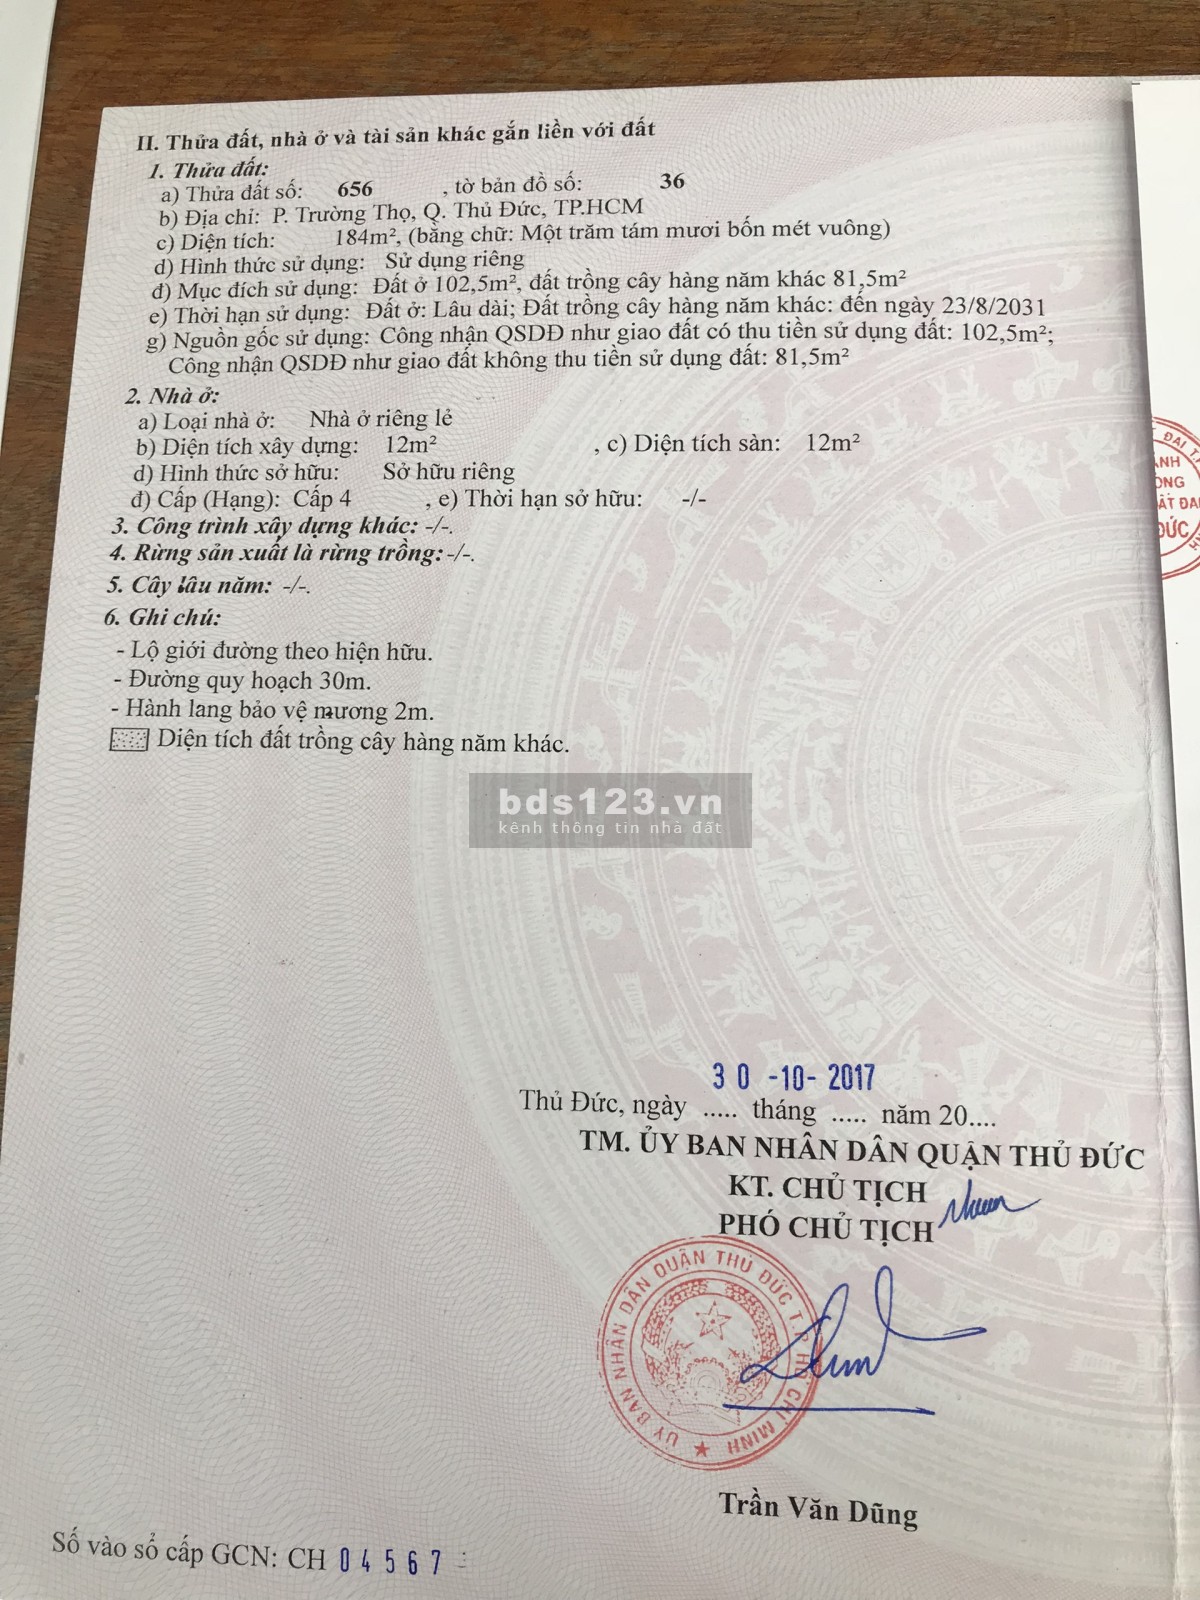 II. Thửa đất, nhà ở và tài sản khác gắn liền với đất
1. Thửa đất:
a) Thửa đất số: 656 , tờ bản đồ số: 36
b) Địa chỉ: P. Trường Thọ, Q. Thủ Đức, TP.HCM
c) Diện tích: 184m², (bằng chữ: Một trăm tám mươi bốn mét vuông)
d) Hình thức sử dụng: Sử dụng riêng
đ) Mục đích sử dụng: Đất ở 102,5m², đất trồng cây hàng năm khác 81,5m²
e) Thời hạn sử dụng: Đất ở: Lâu dài; Đất trồng cây hàng năm khác: đến ngày 23/8/2031
g) Nguồn gốc sử dụng: Công nhận QSDĐ như giao đất có thu tiền sử dụng đất: 102,5m²;
Công nhận QSDĐ như giao đất không thu tiền sử dụng đất: 81,5m²
2. Nhà ở:
a) Loại nhà ở: Nhà ở riêng lẻ
b) Diện tích xây dựng: 12m² , c) Diện tích sàn: 12m²
d) Hình thức sở hữu: Sở hữu riêng
đ) Cấp (Hạng): Cấp 4 , e) Thời hạn sở hữu: -/-
3. Công trình xây dựng khác: -/-.
4. Rừng sản xuất là rừng trồng:-/-.
5. Cây lâu năm: -/-.
6. Ghi chú:
- Lộ giới đường theo hiện hữu.
- Đường quy hoạch 30m.
- Hành lang bảo vệ mương 2m.
Diện tích đất trồng cây hàng năm khác.
bds123.vn
kênh thông tin nhà đất
30 -10- 2017
Thủ Đức, ngày ..... tháng ..... năm 20....
TM. ỦY BAN NHÂN DÂN QUẬN THỦ ĐỨC
KT. CHỦ TỊCH
PHÓ CHỦ TỊCH
ỦY BAN NHÂN DÂN QUẬN THỦ ĐỨC T.P HỒ CHÍ MINH
Trần Văn Dũng
Số vào sổ cấp GCN: CH 04567